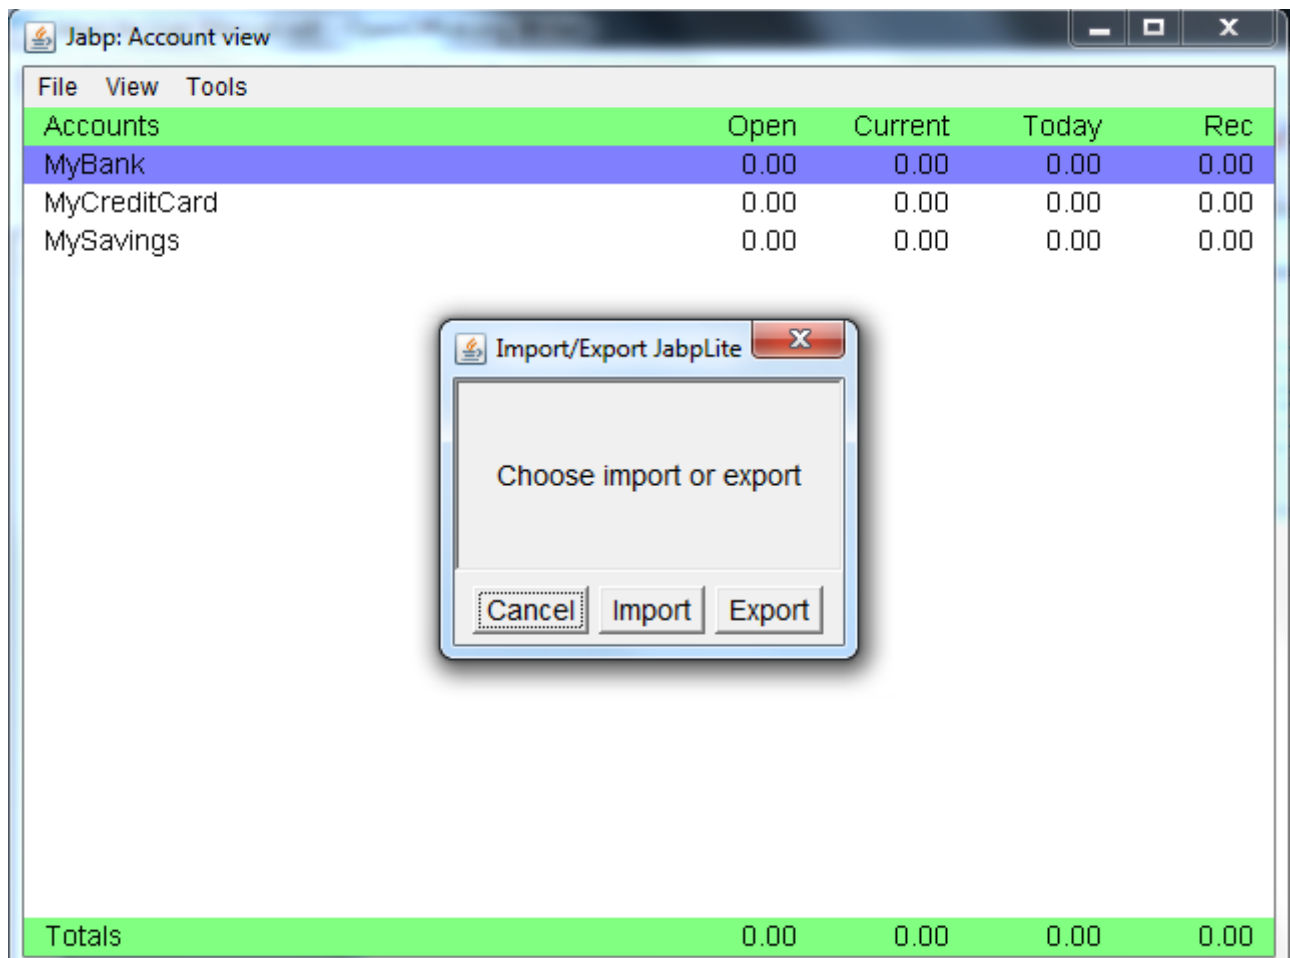 Jabp: Account view
File View Tools
Accounts Open Current Today Rec
MyBank 0.00 0.00 0.00 0.00
MyCreditCard 0.00 0.00 0.00 0.00
MySavings 0.00 0.00 0.00 0.00
Import/Export JabpLite
Choose import or export
Cancel Import Export
Totals 0.00 0.00 0.00 0.00